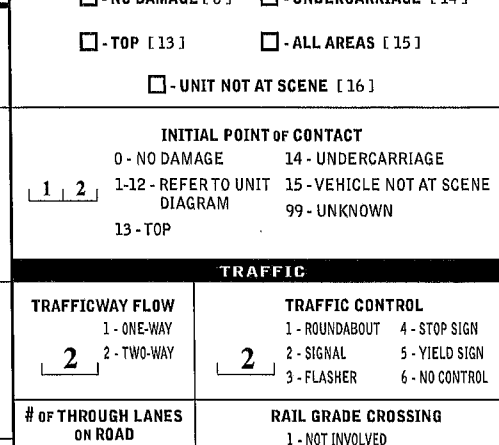 ☐ - NO DAMAGE [ 0 ] ☐ - UNDERCARRIAGE [ 14 ]
☐ - TOP [ 13 ] ☐ - ALL AREAS [ 15 ]
☐ - UNIT NOT AT SCENE [ 16 ]
INITIAL POINT OF CONTACT
0 - NO DAMAGE 14 - UNDERCARRIAGE
1 2 1-12 - REFER TO UNIT 15 - VEHICLE NOT AT SCENE
DIAGRAM 99 - UNKNOWN
13 - TOP
TRAFFIC
TRAFFICWAY FLOW
1 - ONE-WAY
2 2 - TWO-WAY
TRAFFIC CONTROL
1 - ROUNDABOUT 4 - STOP SIGN
2 2 - SIGNAL 5 - YIELD SIGN
3 - FLASHER 6 - NO CONTROL
# OF THROUGH LANES
ON ROAD
RAIL GRADE CROSSING
1 - NOT INVOLVED